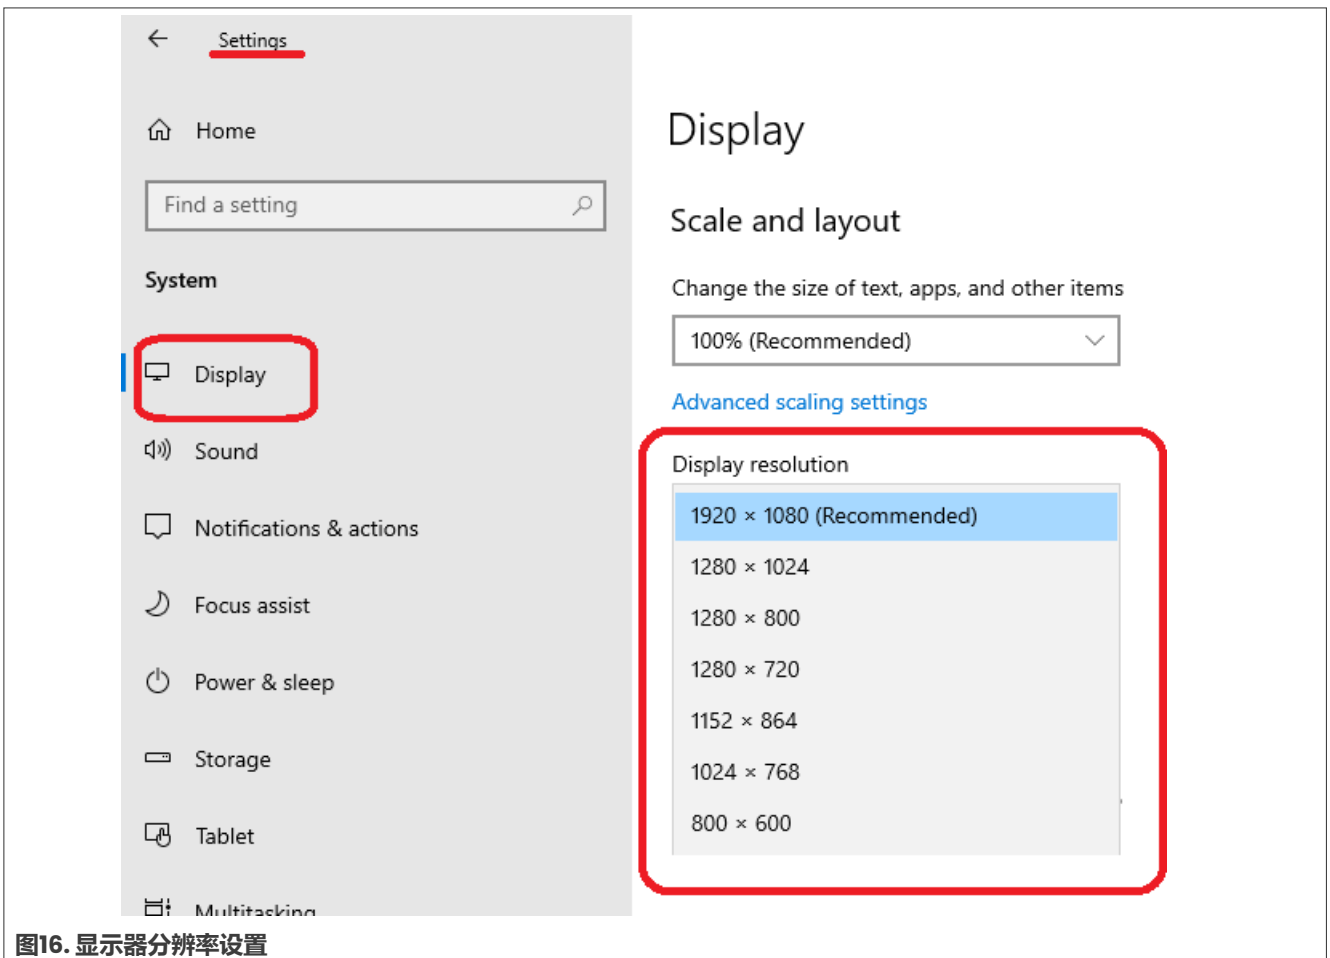 Settings
Home
Find a setting
System
Display
Sound
Notifications & actions
Focus assist
Power & sleep
Storage
Tablet
Multitasking
Display
Scale and layout
Change the size of text, apps, and other items
100% (Recommended)
Advanced scaling settings
Display resolution
1920 × 1080 (Recommended)
1280 × 1024
1280 × 800
1280 × 720
1152 × 864
1024 × 768
800 × 600
图16. 显示器分辨率设置